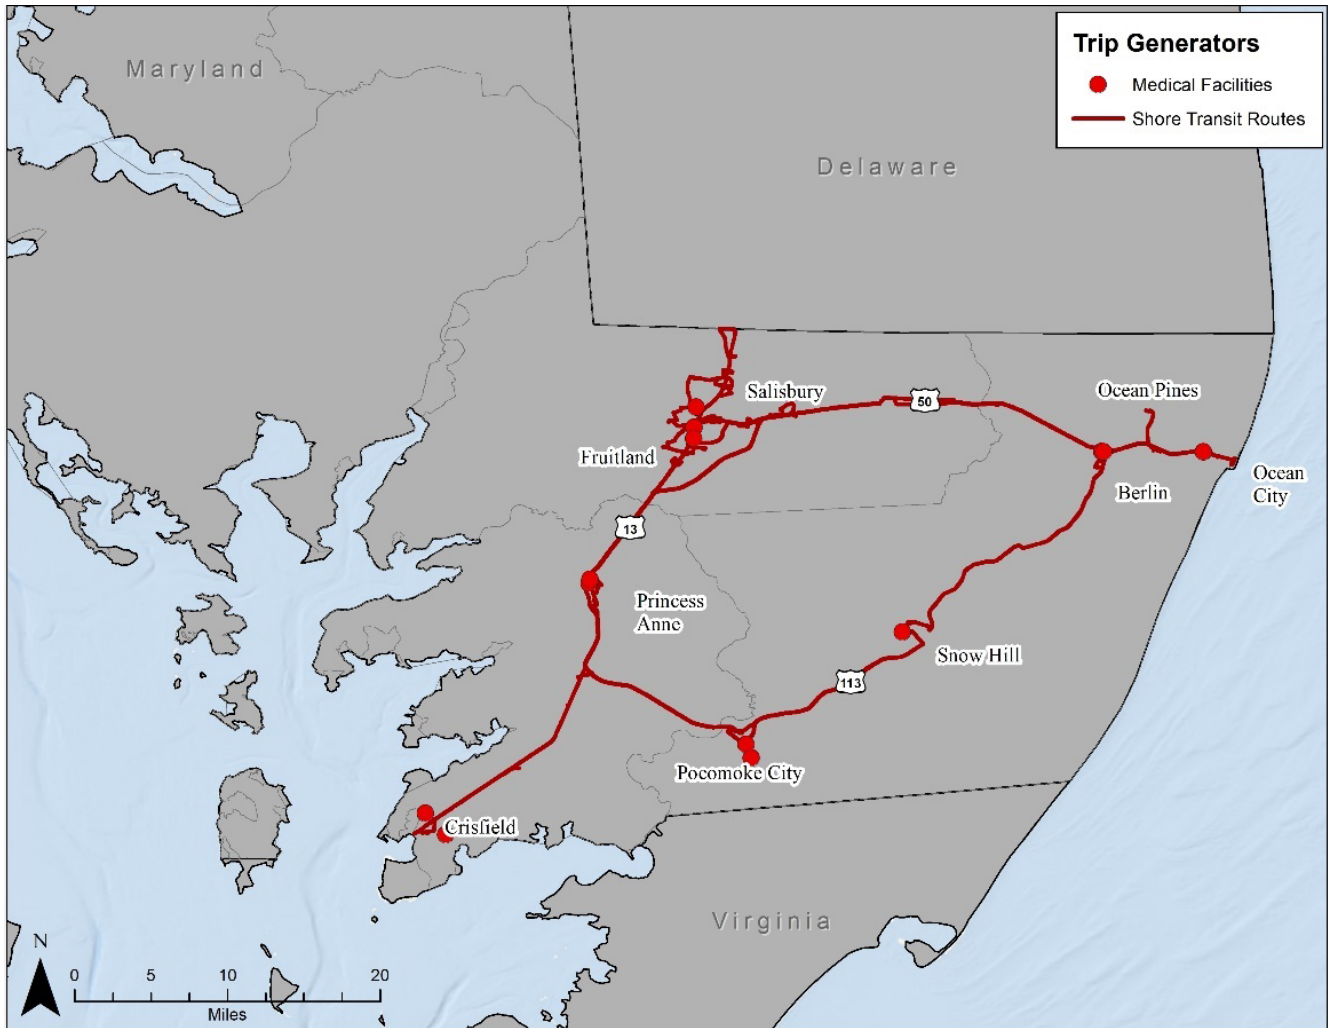 Maryland
Trip Generators
Medical Facilities
Shore Transit Routes
Delaware
Salisbury
Ocean Pines
50
Fruitland
Berlin
Ocean
City
13
Princess
Anne
Snow Hill
113
Pocomoke City
Crisfield
Virginia
N
0 5 10 20
Miles